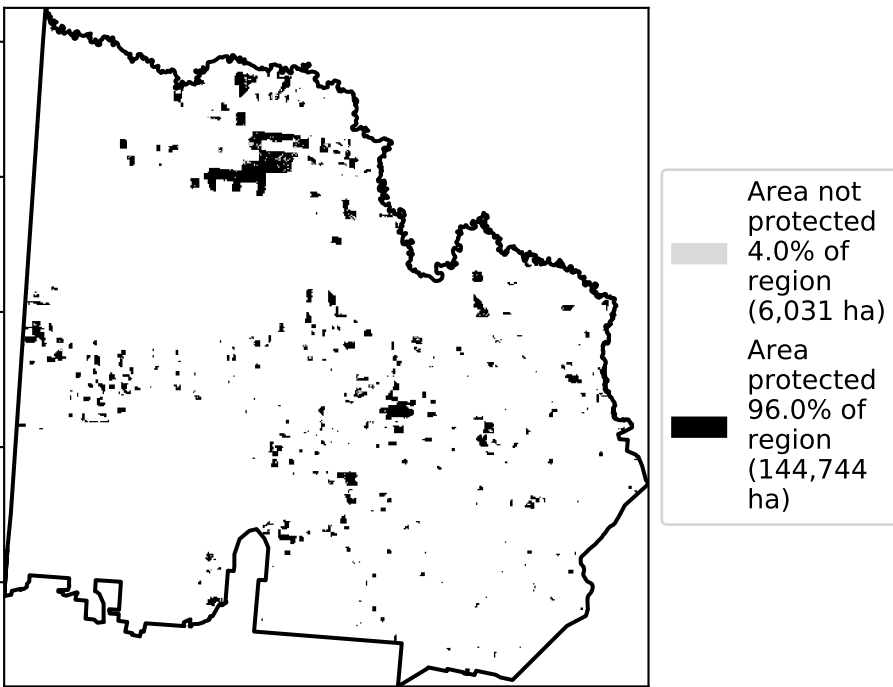 Area not
protected
4.0% of
region
(6,031 ha)
Area
protected
96.0% of
region
(144,744
ha)